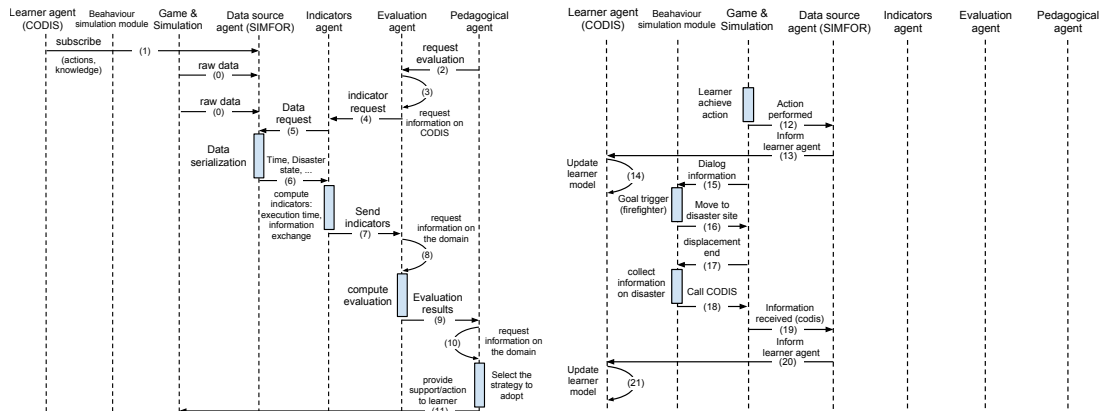 Learner agent
(CODIS)
Beahaviour
simulation module
Game &
Simulation
Data source
agent (SIMFOR)
Indicators
agent
Evaluation
agent
Pedagogical
agent
subscribe
(1)
(actions,
knowledge)
raw data
(0)
request
evaluation
(2)
(3)
raw data
(0)
indicator
request
(4)
request
information on
CODIS
Data
request
(5)
Data
serialization
Time, Disaster
state, ...
(6)
compute
indicators:
execution time,
information
exchange
Send
indicators
(7)
request
information
on the domain
(8)
compute
evaluation
Evaluation
results
(9)
(10)
request
information on
the domain
provide
support/action
to learner
(11)
Select the
strategy to
adopt
Learner agent
(CODIS)
Beahaviour
simulation module
Game &
Simulation
Data source
agent (SIMFOR)
Indicators
agent
Evaluation
agent
Pedagogical
agent
Learner
achieve
action
Action
performed
(12)
Inform
learner agent
(13)
Update
learner
model
(14)
Dialog
information
(15)
Goal trigger
(firefighter)
Move to
disaster site
(16)
displacement
end
(17)
collect
information
on disaster
Call CODIS
(18)
Information
received (codis)
(19)
Inform
learner agent
(20)
Update
learner
model
(21)